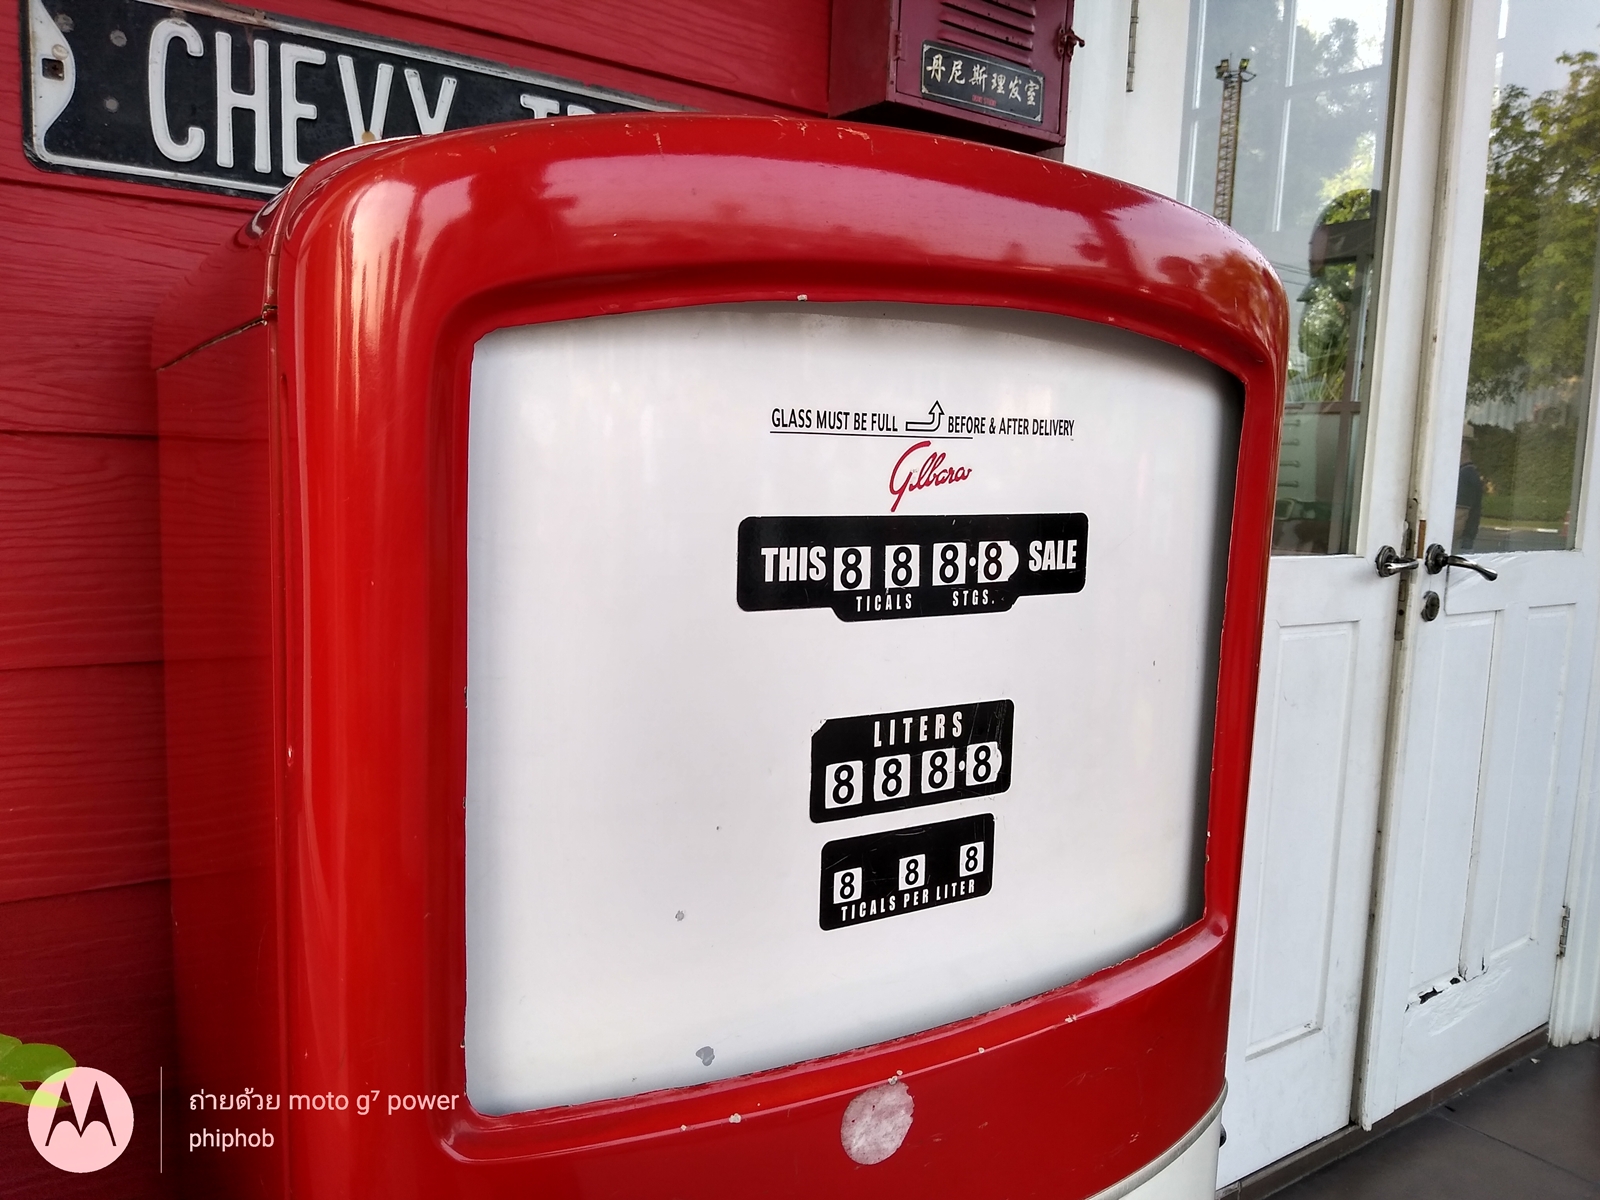 CHEVY
丹尼斯理发室
GLASS MUST BE FULL BEFORE & AFTER DELIVERY
Gilbarco
THIS 8 8 8.8 SALE
TICALS STGS.
LITERS
8 8 8.8
8 8 8
TICALS PER LITER
ถ่ายด้วย moto g⁷ power
phiphob